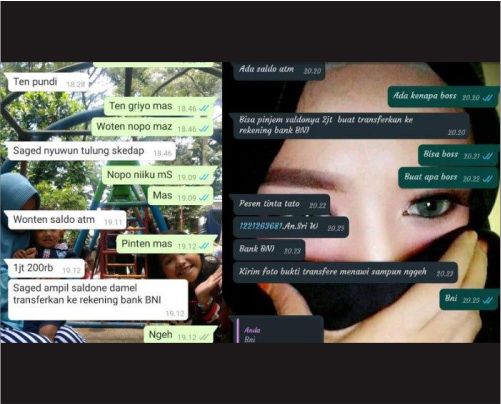 Ten pundi 18.28
Ten griyo mas 18.46
Woten nopo maz 18.46
Saged nyuwun tulung skedap 18.46
Nopo niiku mS 19.09
Mas 19.09
Wonten saldo atm 19.11
Pinten mas 19.12
1jt 200rb 19.12
Saged ampil saldone damel
transferkan ke rekening bank BNI
19.12
Ngeh 19.12
Ada saldo atm 20.20
Ada kenapa boss 20.20
Bisa pinjem saldonya 2jt buat transferkan ke
rekening bank BNI 20.20
Bisa boss 20.21
Buat apa boss 20.22
Pesen tinta tato 20.22
1221263681.An.Sri W 20.23
Bank BNI 20.23
Kirim foto bukti transfere menawi sampun nggeh 20.23
Bni 20.25
Anda
Bni